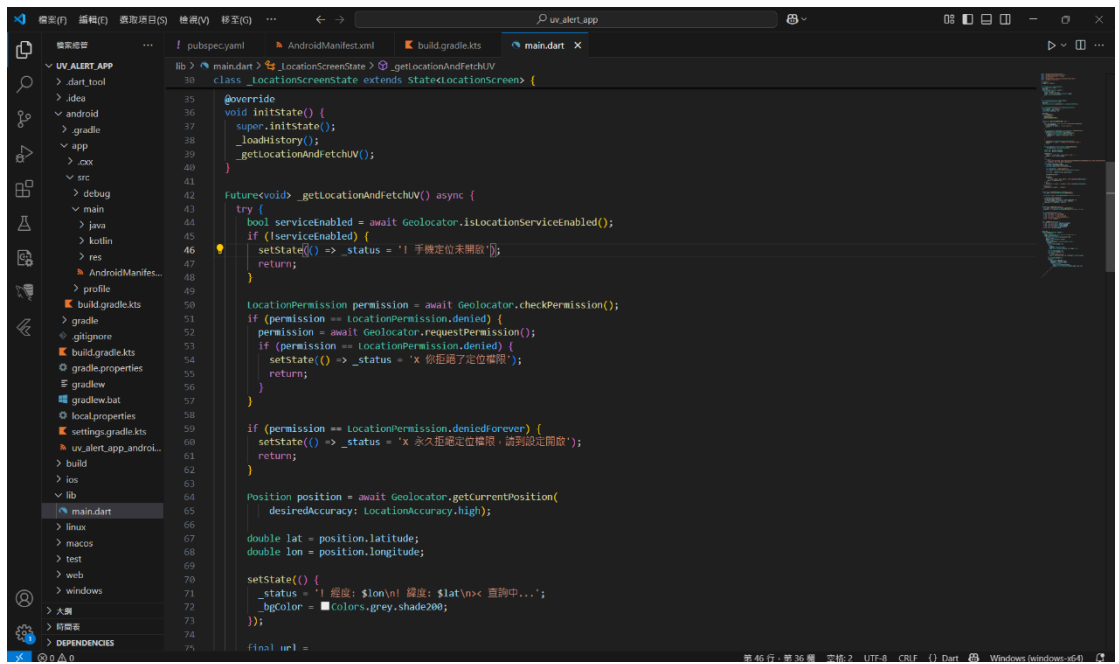 檔案(F) 編輯(E) 選取項目(S) 檢視(V) 移至(G) ··· uv_alert_app
檔案總管 ···
pubspec.yaml AndroidManifest.xml build.gradle.kts main.dart
lib > main.dart > _LocationScreenState > _getLocationAndFetchUV
UV_ALERT_APP
.dart_tool
.idea
android
.gradle
app
.cxx
src
debug
main
java
kotlin
res
AndroidManifes...
profile
build.gradle.kts
gradle
.gitignore
build.gradle.kts
gradle.properties
gradlew
gradlew.bat
local.properties
settings.gradle.kts
uv_alert_app_androi...
build
ios
lib
main.dart
linux
macos
test
web
windows
大綱
時間表
DEPENDENCIES
30 class _LocationScreenState extends State<LocationScreen> {
35 @override
36 void initState() {
37 super.initState();
38 _loadHistory();
39 _getLocationAndFetchUV();
40 }
41
42 Future<void> _getLocationAndFetchUV() async {
43 try {
44 bool serviceEnabled = await Geolocator.isLocationServiceEnabled();
45 if (!serviceEnabled) {
46 setState(() => _status = '! 手機定位未開啟');
47 return;
48 }
49
50 LocationPermission permission = await Geolocator.checkPermission();
51 if (permission == LocationPermission.denied) {
52 permission = await Geolocator.requestPermission();
53 if (permission == LocationPermission.denied) {
54 setState(() => _status = 'X 你拒絕了定位權限');
55 return;
56 }
57 }
58
59 if (permission == LocationPermission.deniedForever) {
60 setState(() => _status = 'X 永久拒絕定位權限，請到設定開啟');
61 return;
62 }
63
64 Position position = await Geolocator.getCurrentPosition(
65 desiredAccuracy: LocationAccuracy.high);
66
67 double lat = position.latitude;
68 double lon = position.longitude;
69
70 setState(() {
71 _status = '! 經度: $lon\n! 緯度: $lat\n>< 查詢中...';
72 _bgColor = Colors.grey.shade200;
73 });
74
75 final url =
0 0 第 46 行，第 36 欄 空格: 2 UTF-8 CRLF {} Dart Windows (windows-x64)